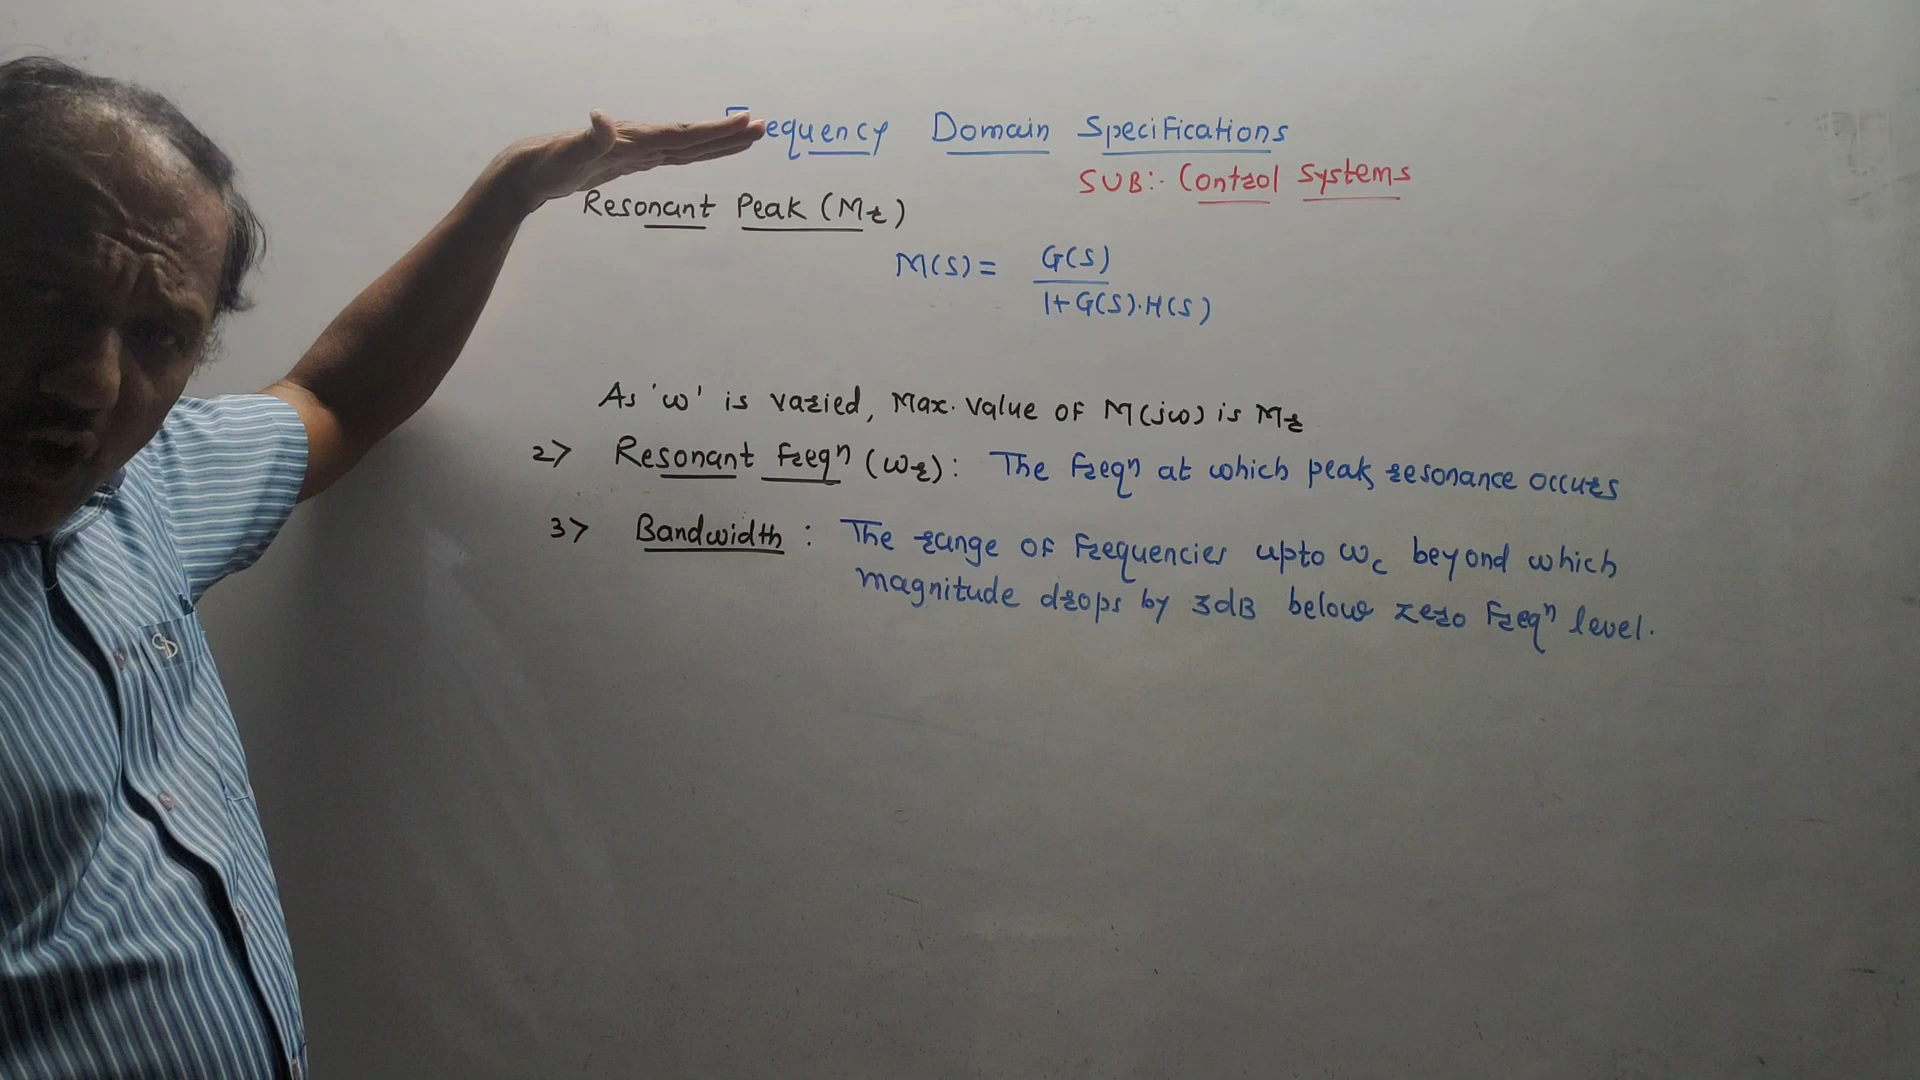 Frequency Domain Specifications
SUB:- Control Systems
Resonant Peak (Mr)
M(S) = G(S) / 1+G(S).H(S)
As 'ω' is varied, Max. Value OF M(jω) is Mr
2> Resonant Freqⁿ (ωr): The Freqⁿ at which peak resonance occurs
3> Bandwidth : The range OF Frequencies upto ωc beyond which
magnitude drops by 3dB below zero Freqⁿ level.